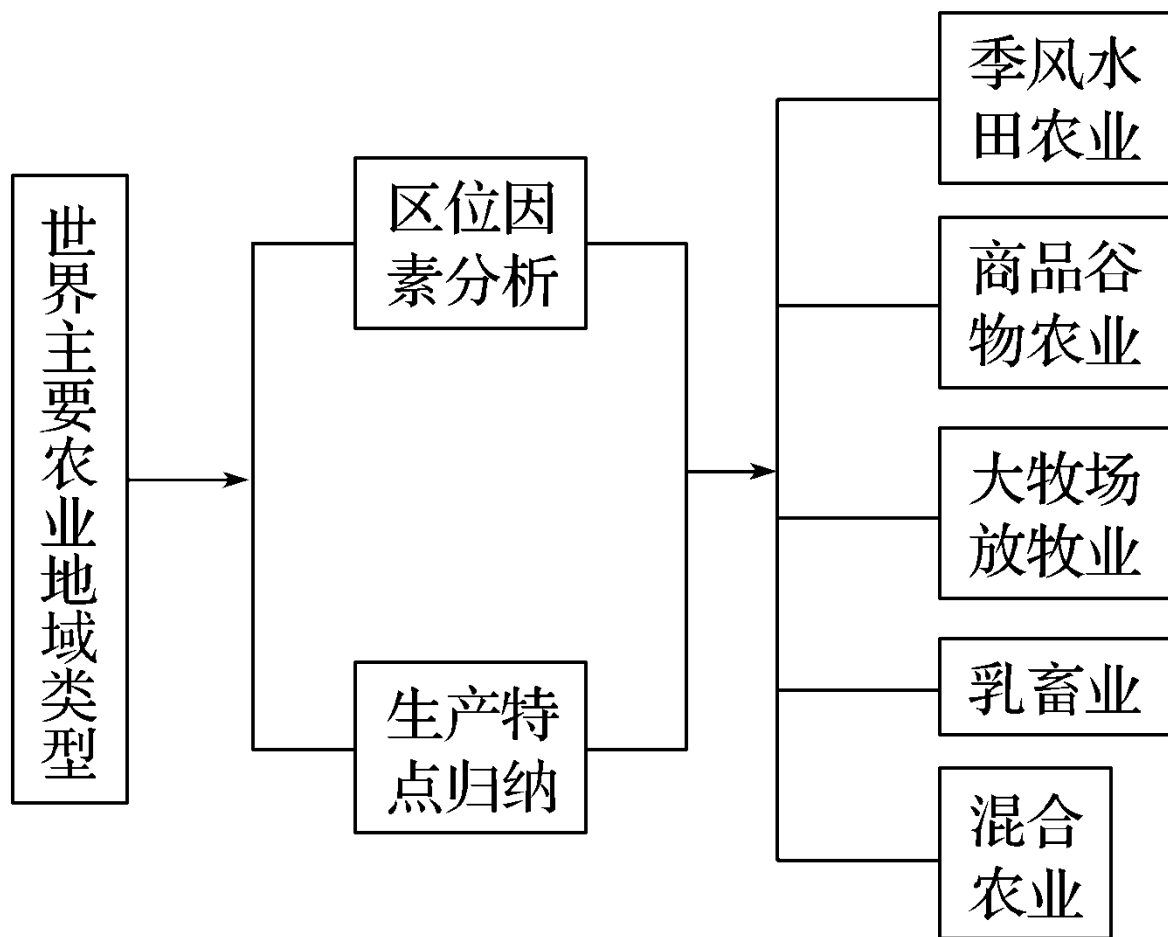 世界主要农业地域类型
区位因
素分析
生产特
点归纳
季风水
田农业
商品谷
物农业
大牧场
放牧业
乳畜业
混合
农业